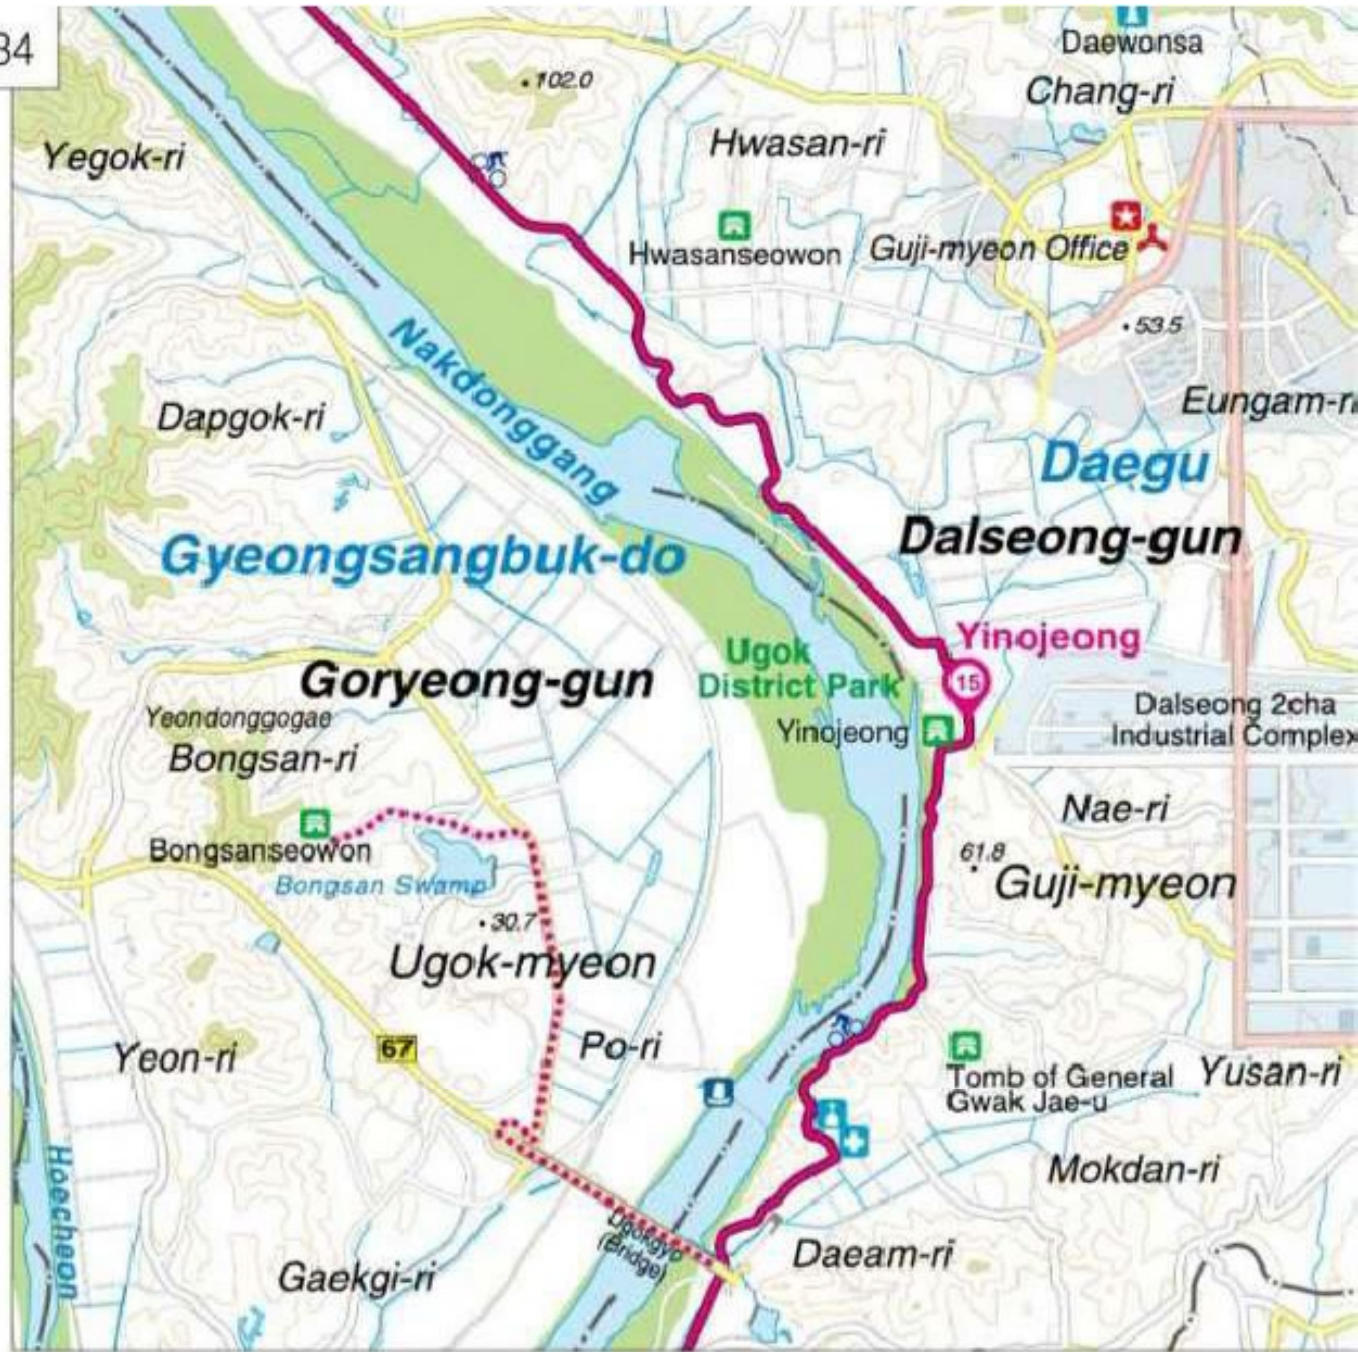 34
Daewonsa
Chang-ri
102.0
Hwasan-ri
Yegok-ri
Hwasanseowon
Guji-myeon Office
53.5
Nakdonggang
Eungam-ri
Dapgok-ri
Daegu
Dalseong-gun
Gyeongsangbuk-do
Yinojeong
Ugok
District Park
15
Goryeong-gun
Dalseong 2cha
Industrial Complex
Yeondonggogae
Yinojeong
Bongsan-ri
Nae-ri
Bongsanseowon
61.8
Guji-myeon
Bongsan Swamp
30.7
Ugok-myeon
67
Po-ri
Yeon-ri
Tomb of General
Gwak Jae-u
Yusan-ri
Hoecheon
Mokdan-ri
Ugokgyo
(Bridge)
Daeam-ri
Gaekgi-ri